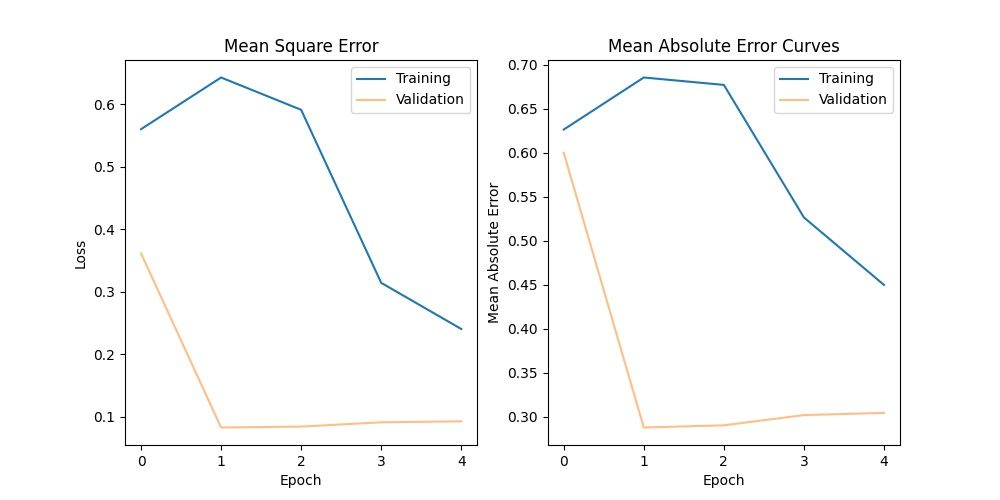 Mean Square Error
Training
Validation
0.6
0.5
0.4
0.3
0.2
0.1
Loss
0
1
2
3
4
Epoch
Mean Absolute Error Curves
Training
Validation
0.70
0.65
0.60
0.55
0.50
0.45
0.40
0.35
0.30
Mean Absolute Error
0
1
2
3
4
Epoch